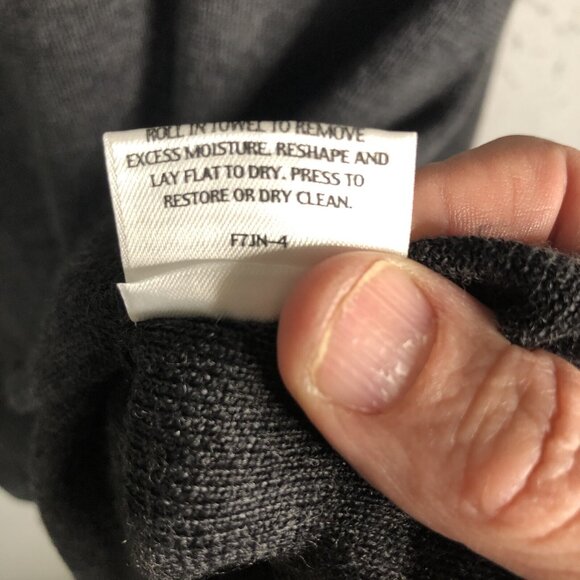 ROLL IN TOWEL TO REMOVE
EXCESS MOISTURE. RESHAPE AND
LAY FLAT TO DRY. PRESS TO
RESTORE OR DRY CLEAN.
F7JN-4